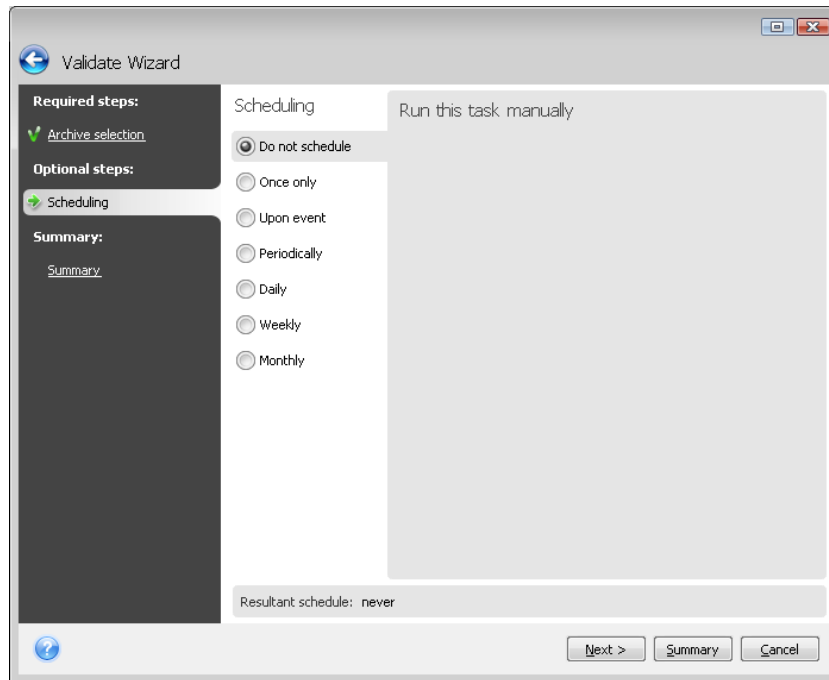 Validate Wizard
Required steps:
Archive selection
Optional steps:
Scheduling
Summary:
Summary
Scheduling
Do not schedule
Once only
Upon event
Periodically
Daily
Weekly
Monthly
Run this task manually
Resultant schedule: never
?
Next >
Summary
Cancel